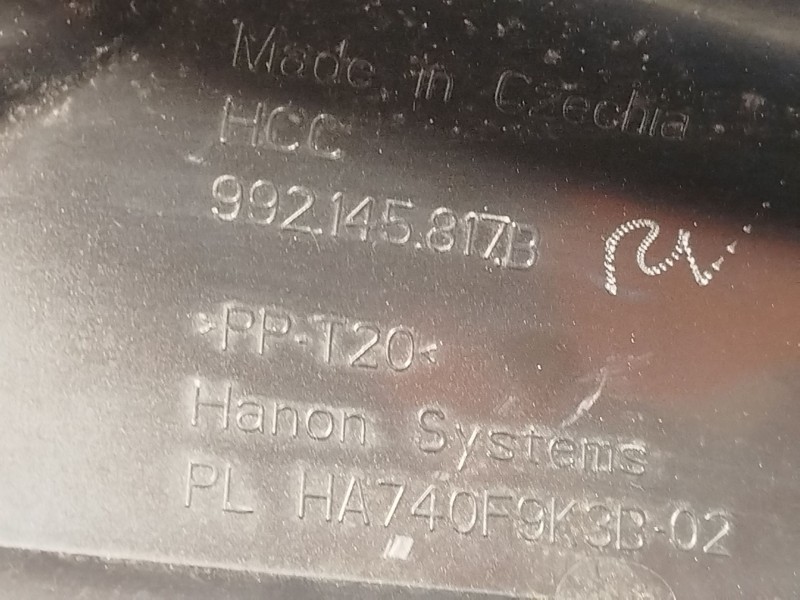 Made in Czechia
HCC
992.145.817.B
>PP-T20<
Hanon Systems
PL HA740F9K3B-02